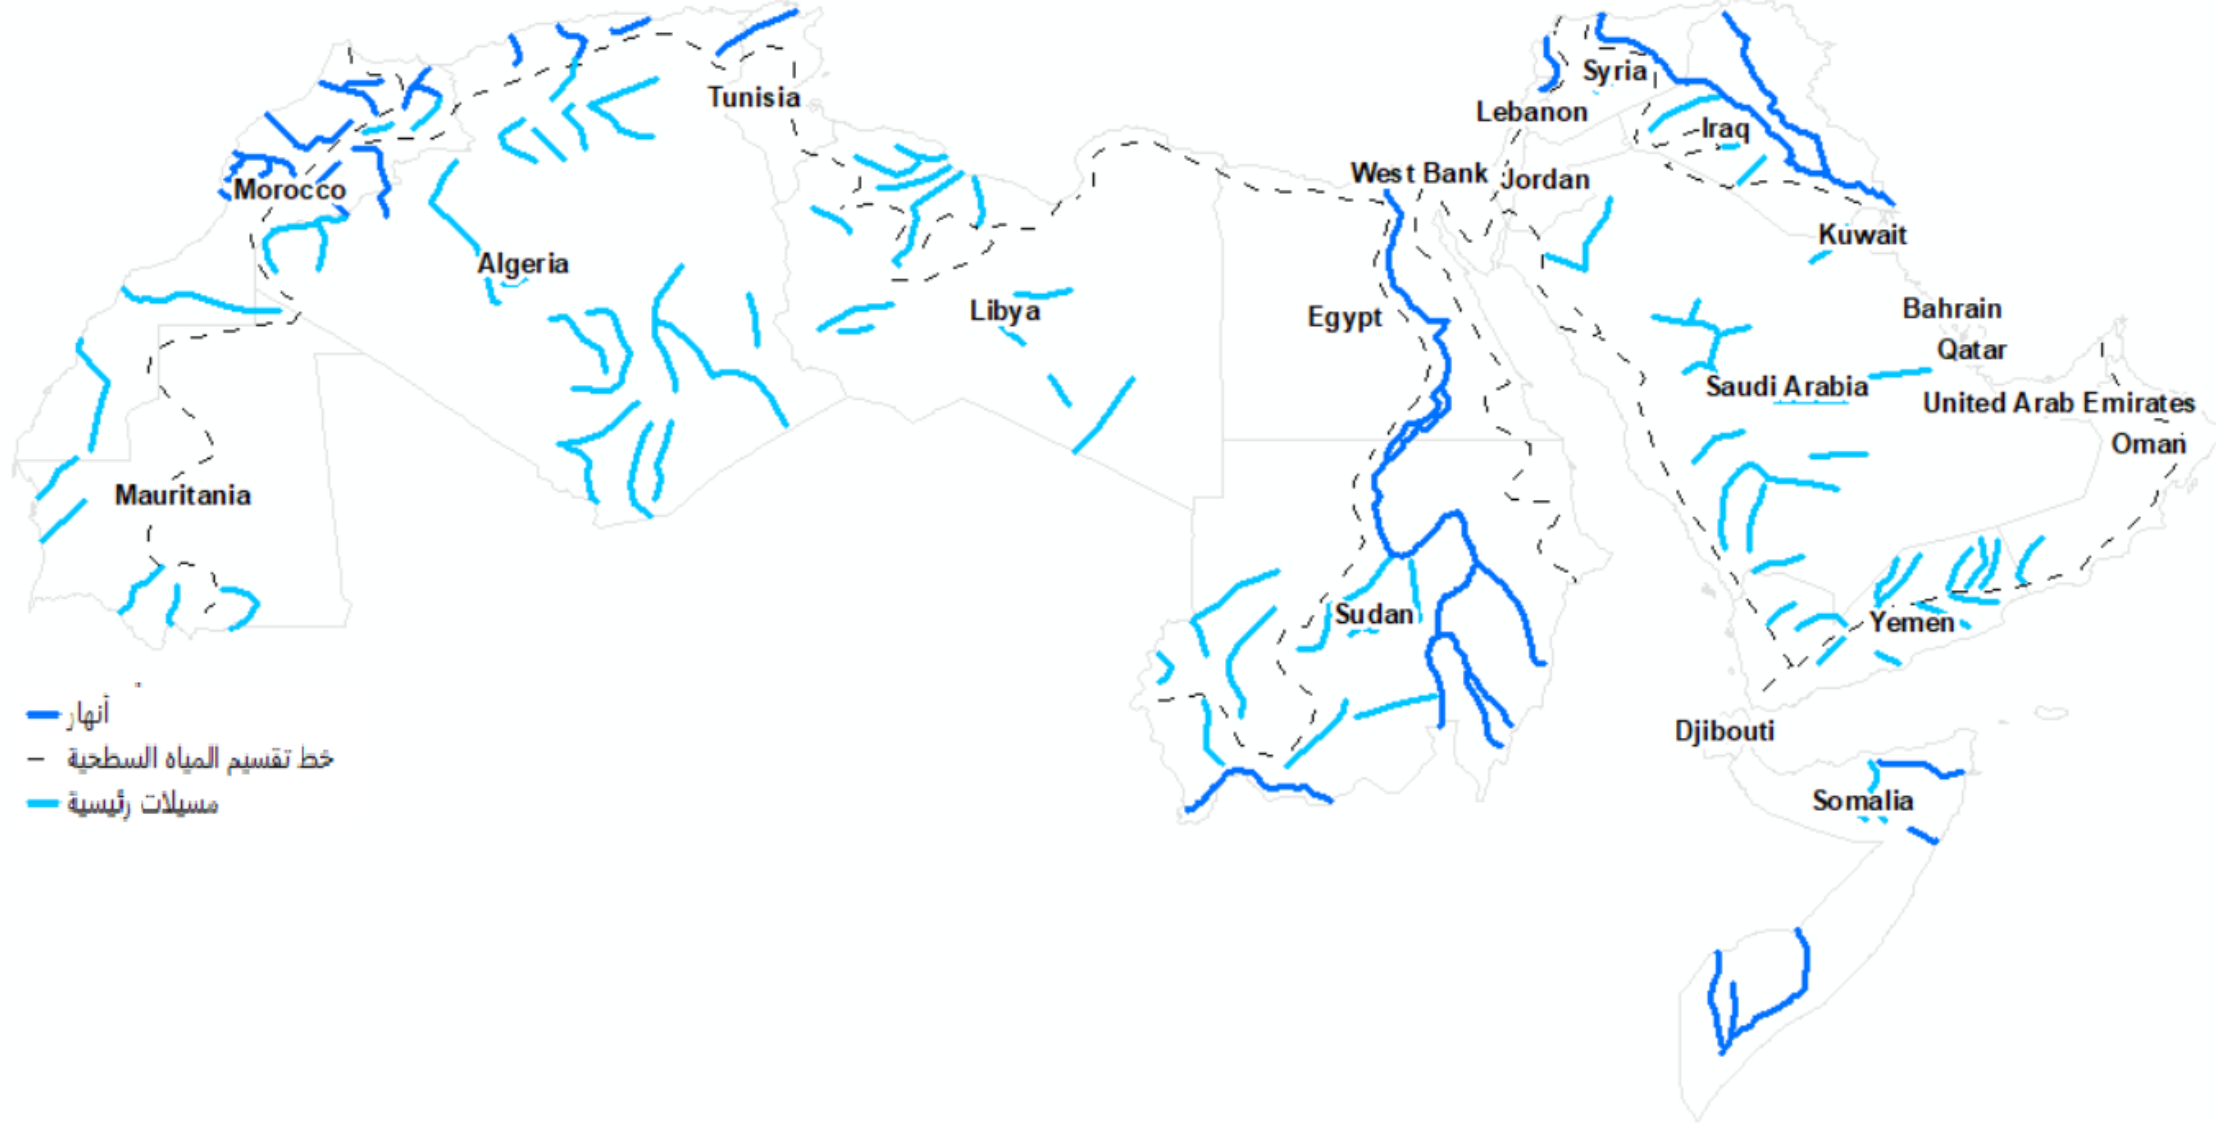 Tunisia
Syria
Lebanon
Iraq
West Bank
Jordan
Morocco
Kuwait
Algeria
Libya
Egypt
Bahrain
Qatar
Saudi Arabia
United Arab Emirates
Oman
Mauritania
Sudan
Yemen
Djibouti
Somalia
أنهار
خط تقسيم المياه السطحية
مسيلات رئيسية